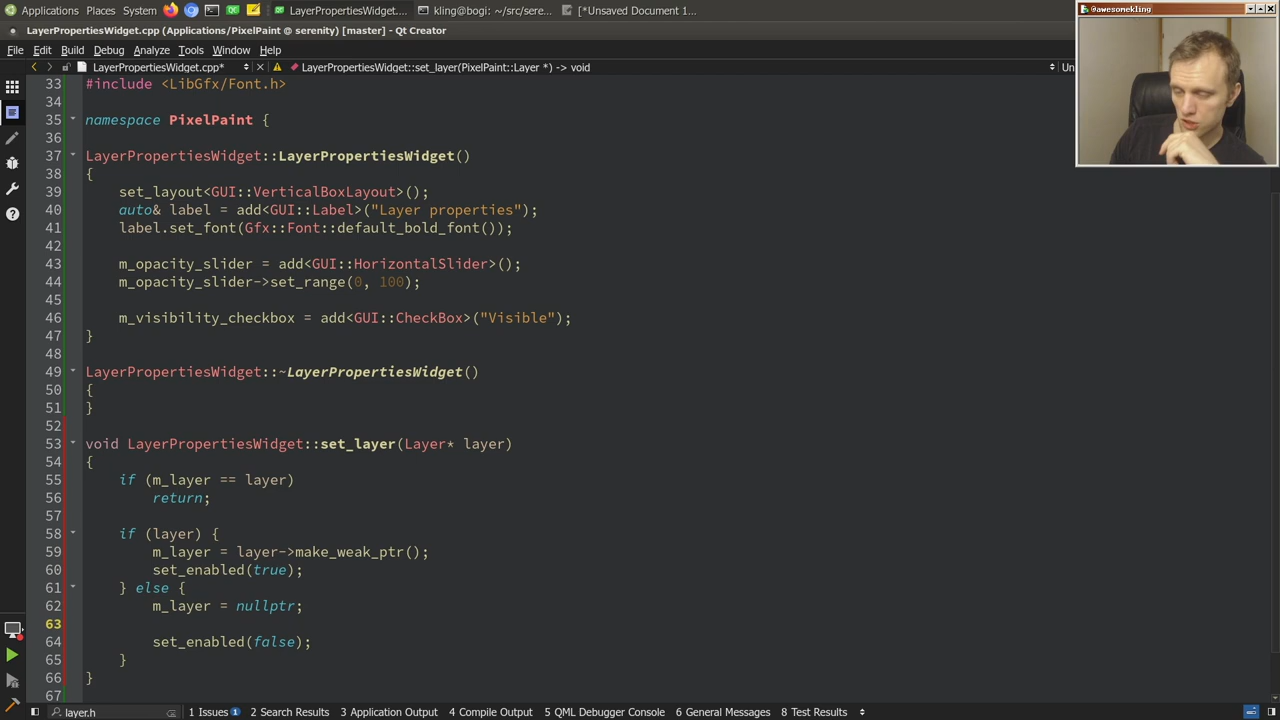 Applications Places System LayerPropertiesWidget.... kling@bogi: ~/src/sere... [*Unsaved Document 1...
@awesomekling
LayerPropertiesWidget.cpp (Applications/PixelPaint @ serenity) [master] - Qt Creator
File Edit Build Debug Analyze Tools Window Help
LayerPropertiesWidget.cpp* LayerPropertiesWidget::set_layer(PixelPaint::Layer *) -> void Un
33 #include <LibGfx/Font.h>
34
35 namespace PixelPaint {
36
37 LayerPropertiesWidget::LayerPropertiesWidget()
38 {
39 set_layout<GUI::VerticalBoxLayout>();
40 auto& label = add<GUI::Label>("Layer properties");
41 label.set_font(Gfx::Font::default_bold_font());
42
43 m_opacity_slider = add<GUI::HorizontalSlider>();
44 m_opacity_slider->set_range(0, 100);
45
46 m_visibility_checkbox = add<GUI::CheckBox>("Visible");
47 }
48
49 LayerPropertiesWidget::~LayerPropertiesWidget()
50 {
51 }
52
53 void LayerPropertiesWidget::set_layer(Layer* layer)
54 {
55 if (m_layer == layer)
56 return;
57
58 if (layer) {
59 m_layer = layer->make_weak_ptr();
60 set_enabled(true);
61 } else {
62 m_layer = nullptr;
63
64 set_enabled(false);
65 }
66 }
67
layer.h 1 Issues 1 2 Search Results 3 Application Output 4 Compile Output 5 QML Debugger Console 6 General Messages 8 Test Results